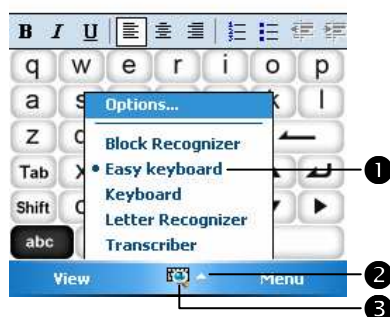 B I U
q w e r i o p
a s k l
z
Options...
Block Recognizer
Easy keyboard
Keyboard
Letter Recognizer
Transcriber
Tab X
Shift
abc
View Menu
1
2
3